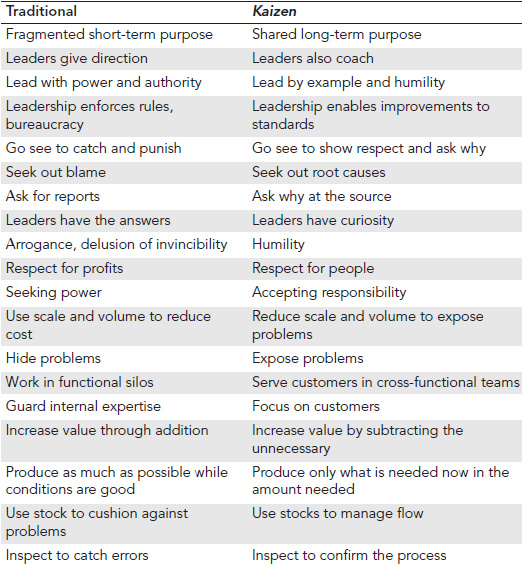 Traditional Kaizen
Fragmented short-term purpose Shared long-term purpose
Leaders give direction Leaders also coach
Lead with power and authority Lead by example and humility
Leadership enforces rules, Leadership enables improvements to
bureaucracy standards
Go see to catch and punish Go see to show respect and ask why
Seek out blame Seek out root causes
Ask for reports Ask why at the source
Leaders have the answers Leaders have curiosity
Arrogance, delusion of invincibility Humility
Respect for profits Respect for people
Seeking power Accepting responsibility
Use scale and volume to reduce Reduce scale and volume to expose
cost problems
Hide problems Expose problems
Work in functional silos Serve customers in cross-functional teams
Guard internal expertise Focus on customers
Increase value through addition Increase value by subtracting the
unnecessary
Produce as much as possible while Produce only what is needed now in the
conditions are good amount needed
Use stock to cushion against Use stocks to manage flow
problems
Inspect to catch errors Inspect to confirm the process